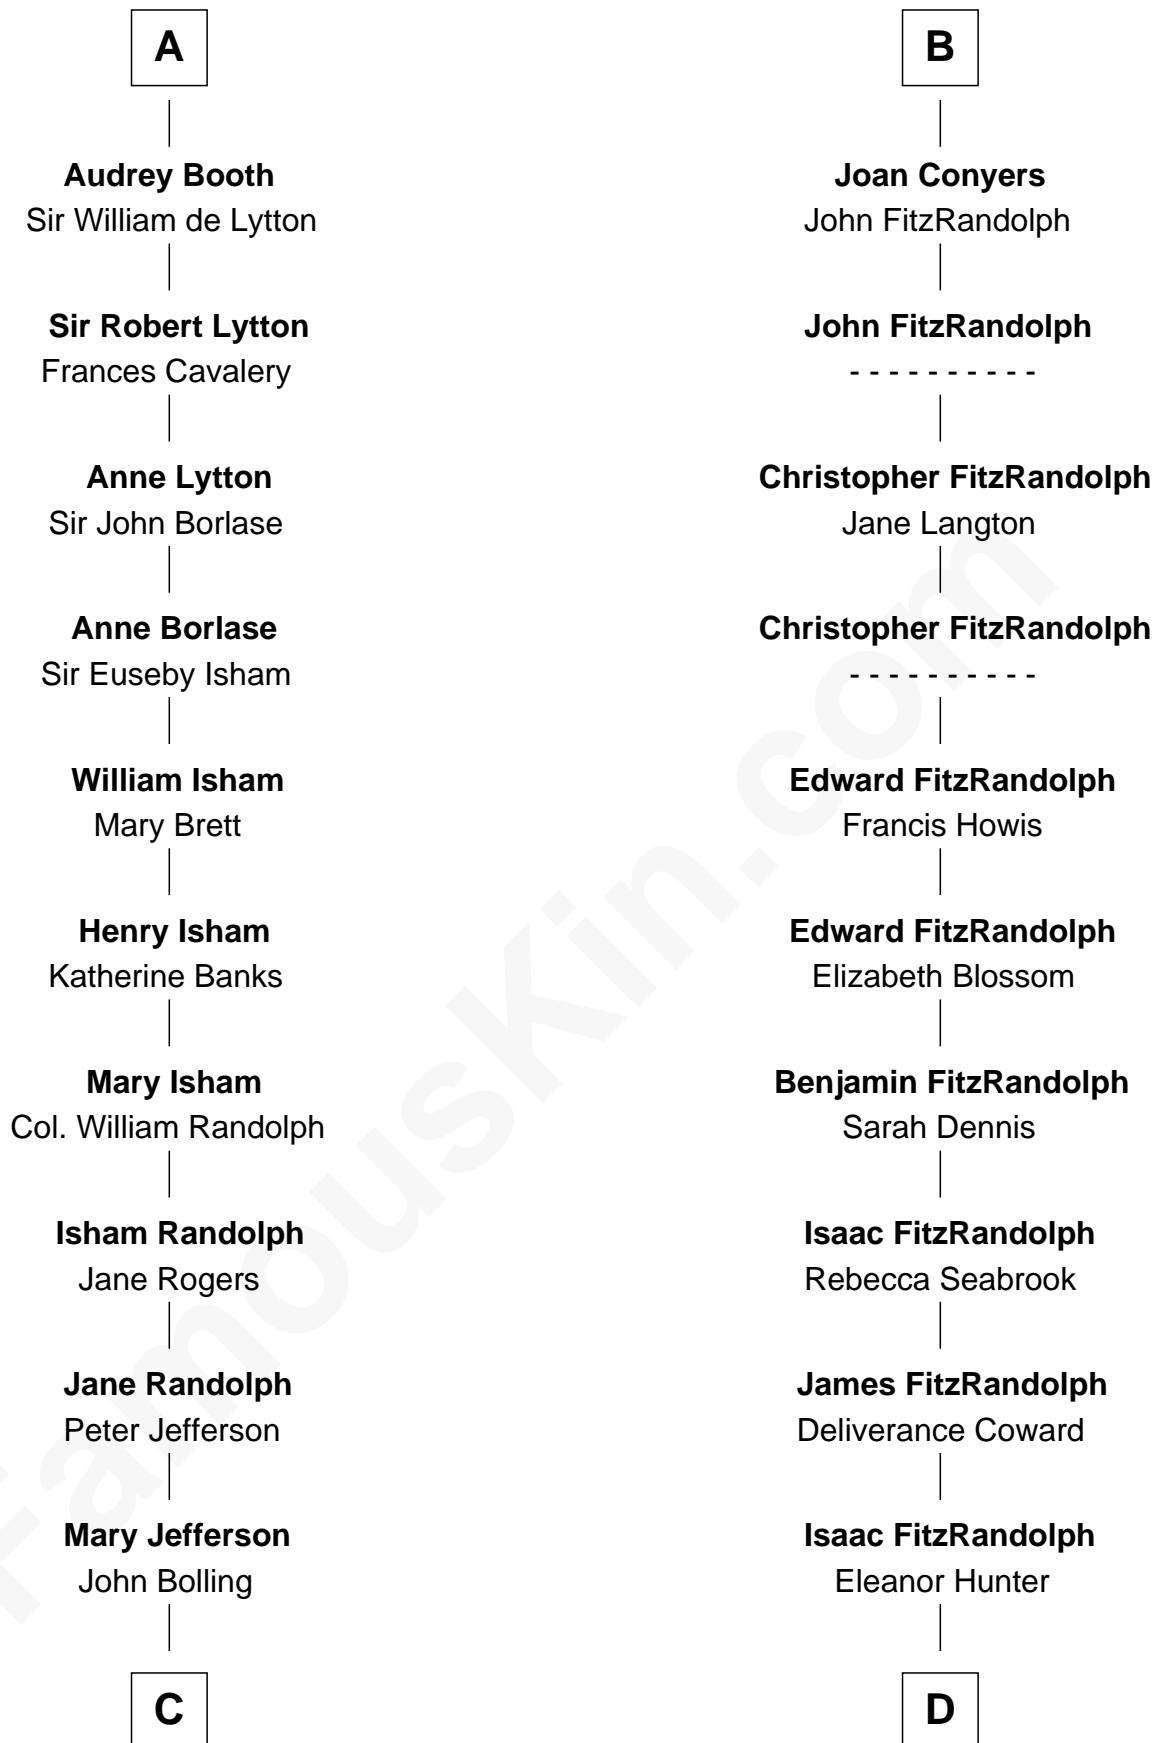 A
Audrey Booth
Sir William de Lytton
Sir Robert Lytton
Frances Cavalery
Anne Lytton
Sir John Borlase
Anne Borlase
Sir Euseby Isham
William Isham
Mary Brett
Henry Isham
Katherine Banks
Mary Isham
Col. William Randolph
Isham Randolph
Jane Rogers
Jane Randolph
Peter Jefferson
Mary Jefferson
John Bolling
C
B
Joan Conyers
John FitzRandolph
John FitzRandolph
- - - - - - - - - -
Christopher FitzRandolph
Jane Langton
Christopher FitzRandolph
- - - - - - - - - -
Edward FitzRandolph
Francis Howis
Edward FitzRandolph
Elizabeth Blossom
Benjamin FitzRandolph
Sarah Dennis
Isaac FitzRandolph
Rebecca Seabrook
James FitzRandolph
Deliverance Coward
Isaac FitzRandolph
Eleanor Hunter
D
FamousKin.com